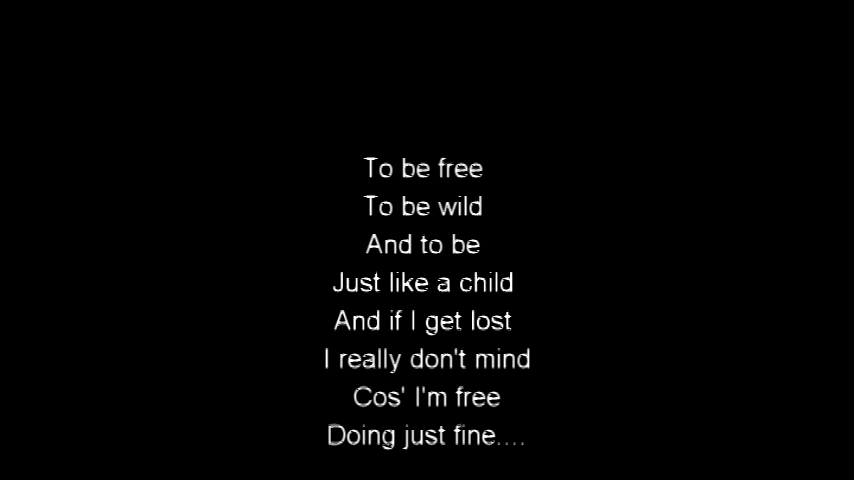 To be free
To be wild
And to be
Just like a child
And if I get lost
I really don't mind
Cos' I'm free
Doing just fine....